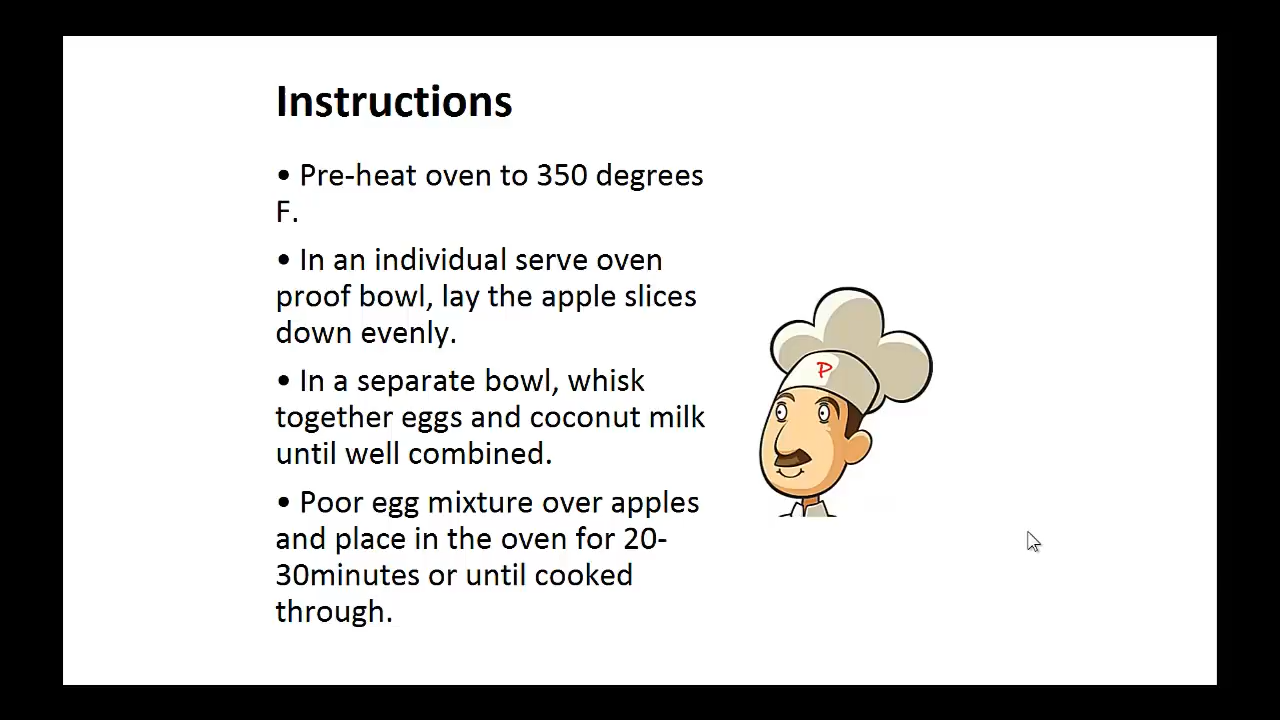 Instructions
• Pre-heat oven to 350 degrees
F.
• In an individual serve oven
proof bowl, lay the apple slices
down evenly.
• In a separate bowl, whisk
together eggs and coconut milk
until well combined.
• Poor egg mixture over apples
and place in the oven for 20-
30minutes or until cooked
through.
P